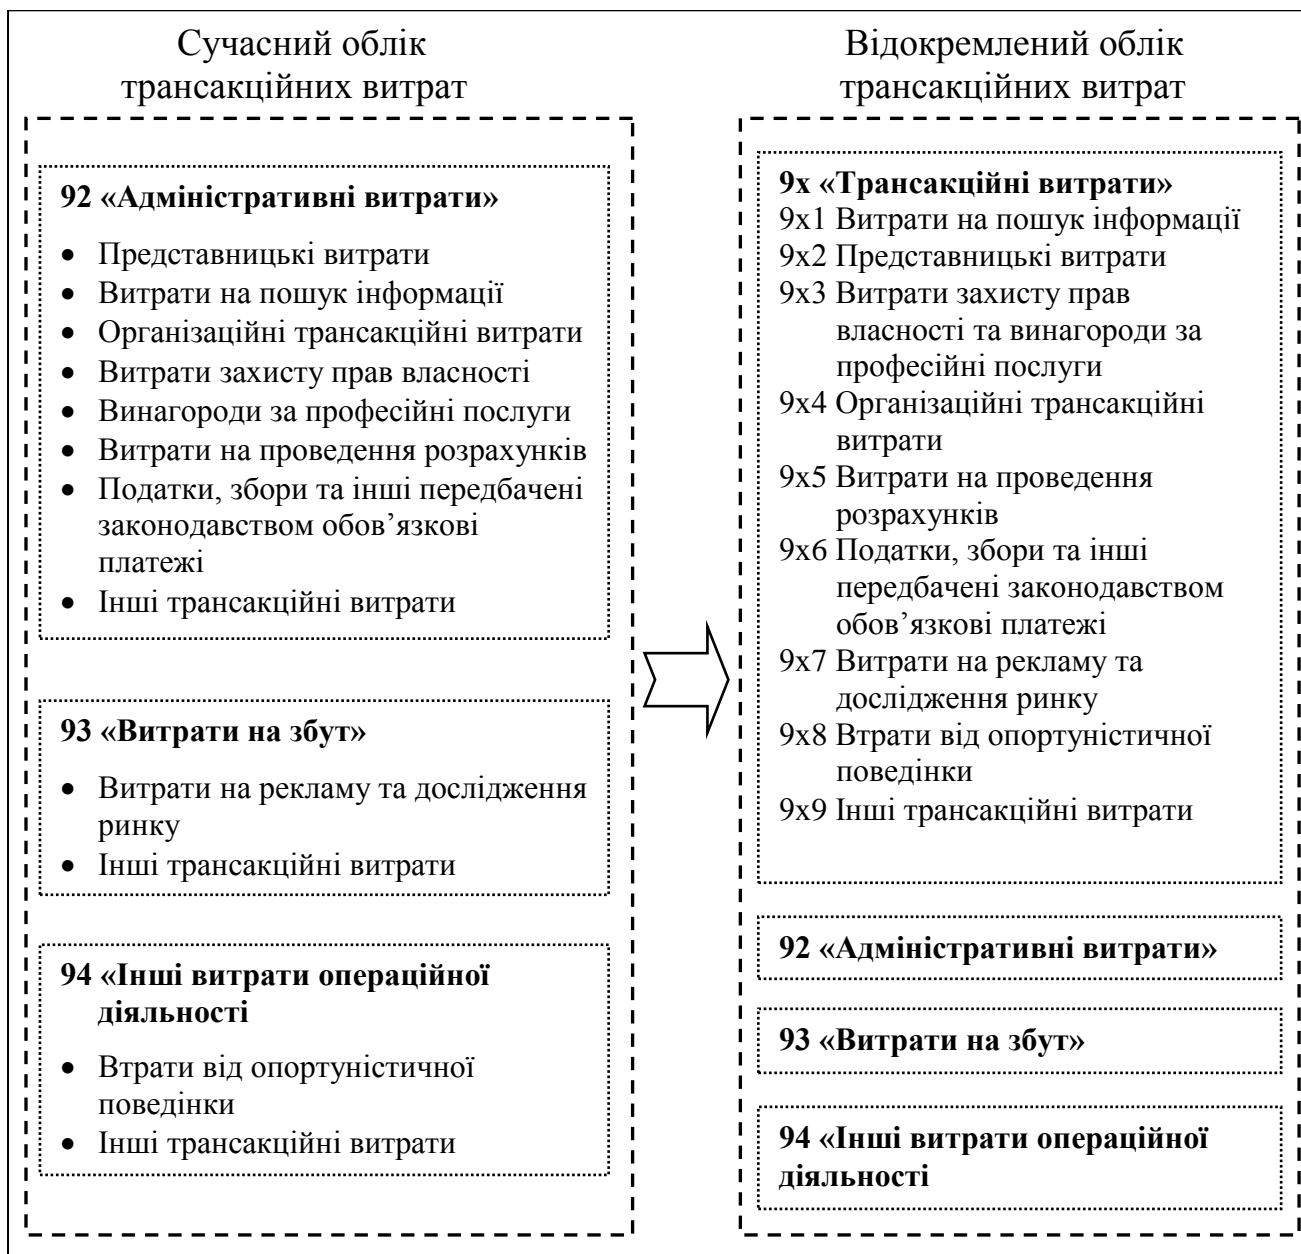 Сучасний облік
трансакційних витрат
92 «Адміністративні витрати»
• Представницькі витрати
• Витрати на пошук інформації
• Організаційні трансакційні витрати
• Витрати захисту прав власності
• Винагороди за професійні послуги
• Витрати на проведення розрахунків
• Податки, збори та інші передбачені
законодавством обов’язкові
платежі
• Інші трансакційні витрати
93 «Витрати на збут»
• Витрати на рекламу та дослідження
ринку
• Інші трансакційні витрати
94 «Інші витрати операційної
діяльності
• Втрати від опортуністичної
поведінки
• Інші трансакційні витрати
Відокремлений облік
трансакційних витрат
9х «Трансакційні витрати»
9х1 Витрати на пошук інформації
9х2 Представницькі витрати
9х3 Витрати захисту прав
власності та винагороди за
професійні послуги
9х4 Організаційні трансакційні
витрати
9х5 Витрати на проведення
розрахунків
9х6 Податки, збори та інші
передбачені законодавством
обов’язкові платежі
9х7 Витрати на рекламу та
дослідження ринку
9х8 Втрати від опортуністичної
поведінки
9х9 Інші трансакційні витрати
92 «Адміністративні витрати»
93 «Витрати на збут»
94 «Інші витрати операційної
діяльності